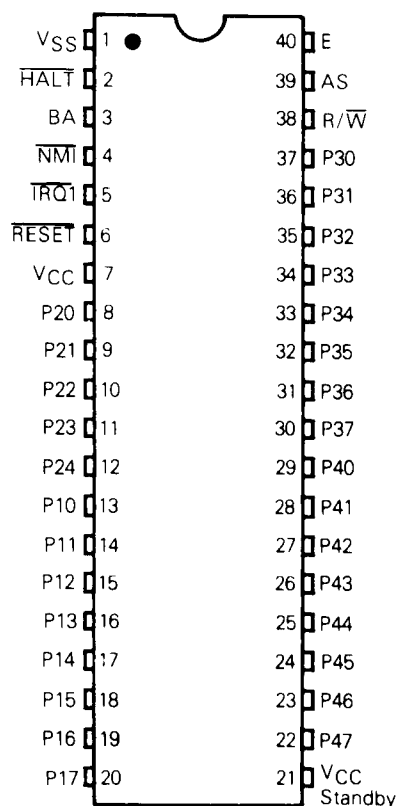 VSS 1 40 E
HALT 2 39 AS
BA 3 38 R/W
NMI 4 37 P30
IRQ1 5 36 P31
RESET 6 35 P32
VCC 7 34 P33
P20 8 33 P34
P21 9 32 P35
P22 10 31 P36
P23 11 30 P37
P24 12 29 P40
P10 13 28 P41
P11 14 27 P42
P12 15 26 P43
P13 16 25 P44
P14 17 24 P45
P15 18 23 P46
P16 19 22 P47
P17 20 21 VCC
Standby